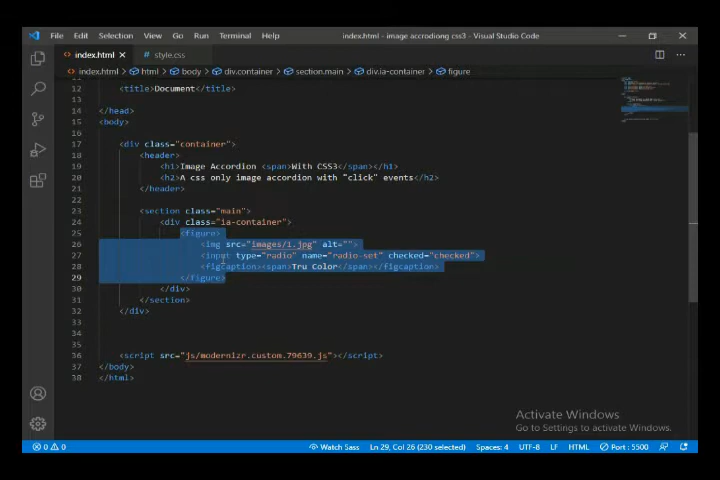 File Edit Selection View Go Run Terminal Help index.html - image accrodiong css3 - Visual Studio Code
index.html style.css
index.html > html > body > div.container > section.main > div.ia-container > figure
12 <title>Document</title>
13
14 </head>
15 <body>
16
17 <div class="container">
18 <header>
19 <h1>Image Accordion <span>With CSS3</span></h1>
20 <h2>A css only image accordion with "click" events</h2>
21 </header>
22
23 <section class="main">
24 <div class="ia-container">
25 <figure>
26 <img src="images/1.jpg" alt="">
27 <input type="radio" name="radio-set" checked="checked">
28 <figcaption><span>Tru Color</span></figcaption>
29 </figure>
30 </div>
31 </section>
32 </div>
33
34
35
36 <script src="js/modernizr.custom.79639.js"></script>
37 </body>
38 </html>
Activate Windows
Go to Settings to activate Windows.
0 0 Watch Sass Ln 29, Col 26 (230 selected) Spaces: 4 UTF-8 LF HTML Port : 5500